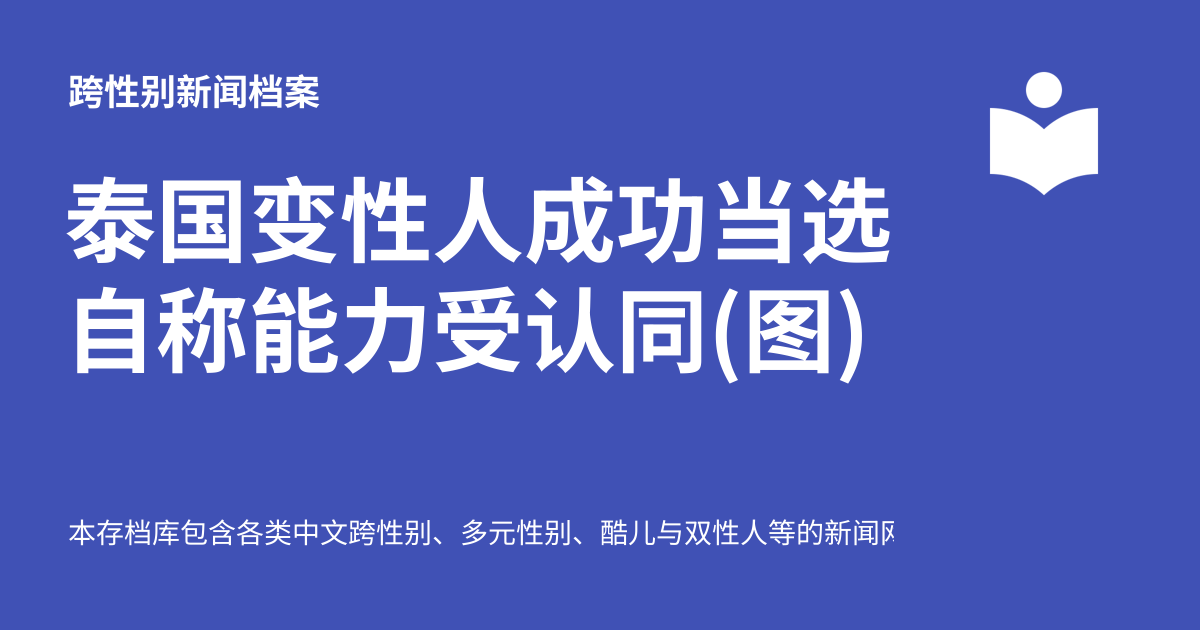 跨性别新闻档案
泰国变性人成功当选
自称能力受认同(图)
本存档库包含各类中文跨性别、多元性别、酷儿与双性人等的新闻